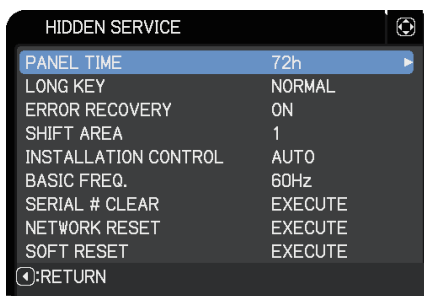 HIDDEN SERVICE
PANEL TIME 72h
LONG KEY NORMAL
ERROR RECOVERY ON
SHIFT AREA 1
INSTALLATION CONTROL AUTO
BASIC FREQ. 60Hz
SERIAL # CLEAR EXECUTE
NETWORK RESET EXECUTE
SOFT RESET EXECUTE
:RETURN